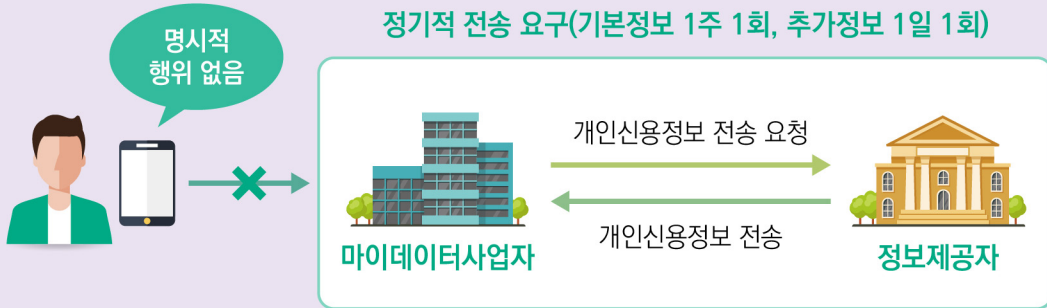 정기적 전송 요구(기본정보 1주 1회, 추가정보 1일 1회)
명시적
행위 없음
개인신용정보 전송 요청
개인신용정보 전송
마이데이터사업자
정보제공자